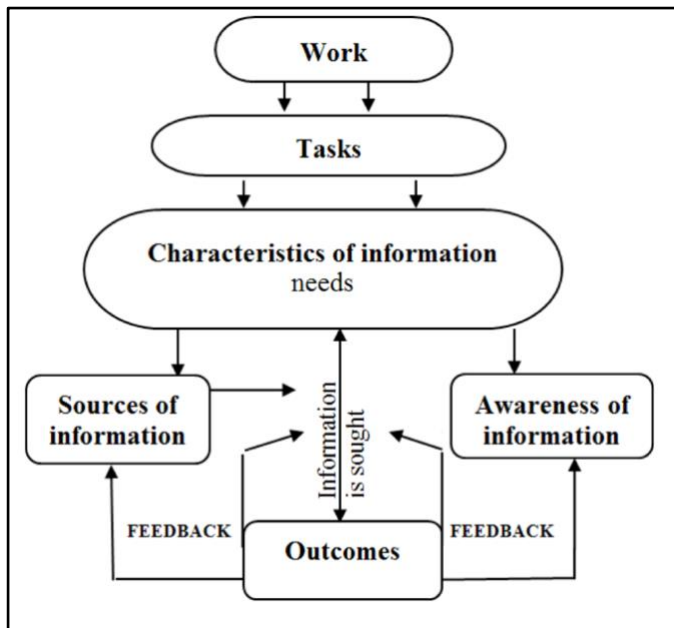 Work
Tasks
Characteristics of information
needs
Sources of
information
Information
is sought
Awareness of
information
FEEDBACK
FEEDBACK
Outcomes